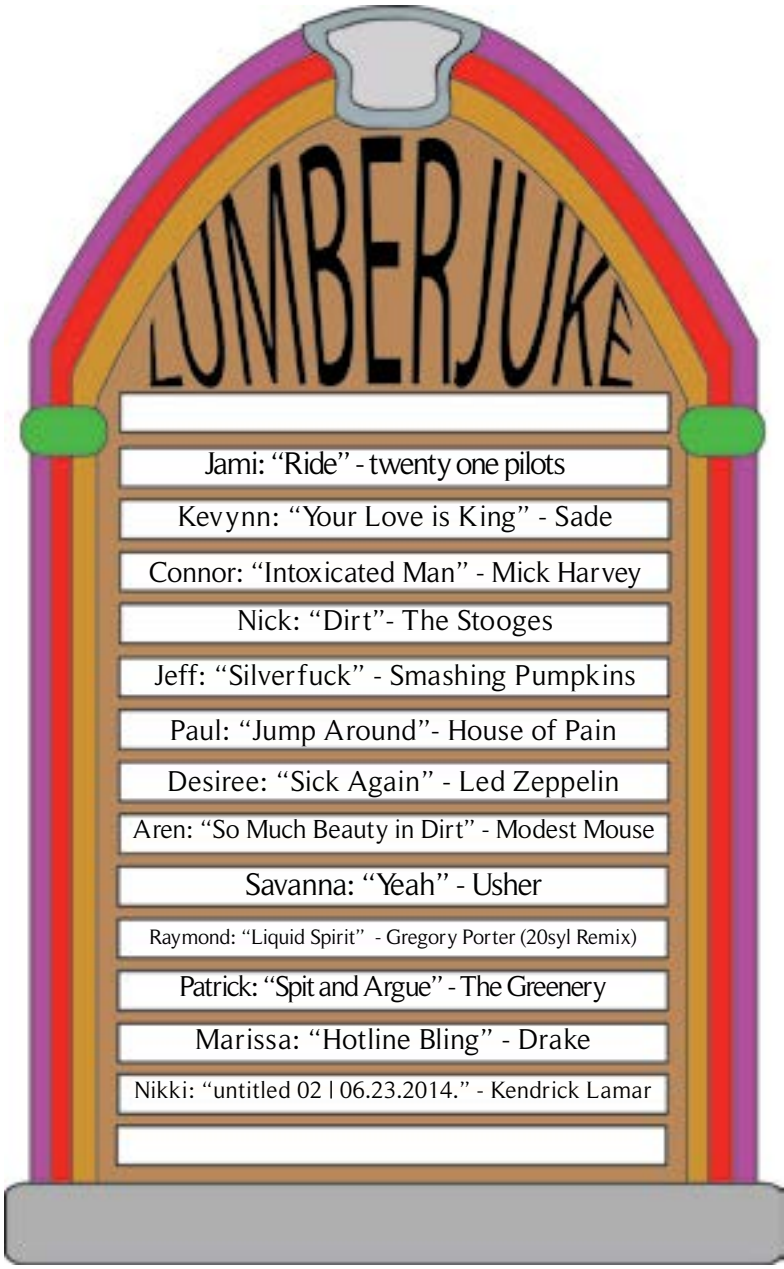 LUMBERJUKE
Jami: “Ride” - twenty one pilots
Kevynn: “Your Love is King” - Sade
Connor: “Intoxicated Man” - Mick Harvey
Nick: “Dirt”- The Stooges
Jeff: “Silverfuck” - Smashing Pumpkins
Paul: “Jump Around”- House of Pain
Desiree: “Sick Again” - Led Zeppelin
Aren: “So Much Beauty in Dirt” - Modest Mouse
Savanna: “Yeah” - Usher
Raymond: “Liquid Spirit” - Gregory Porter (20syl Remix)
Patrick: “Spit and Argue” - The Greenery
Marissa: “Hotline Bling” - Drake
Nikki: “untitled 02 | 06.23.2014.” - Kendrick Lamar